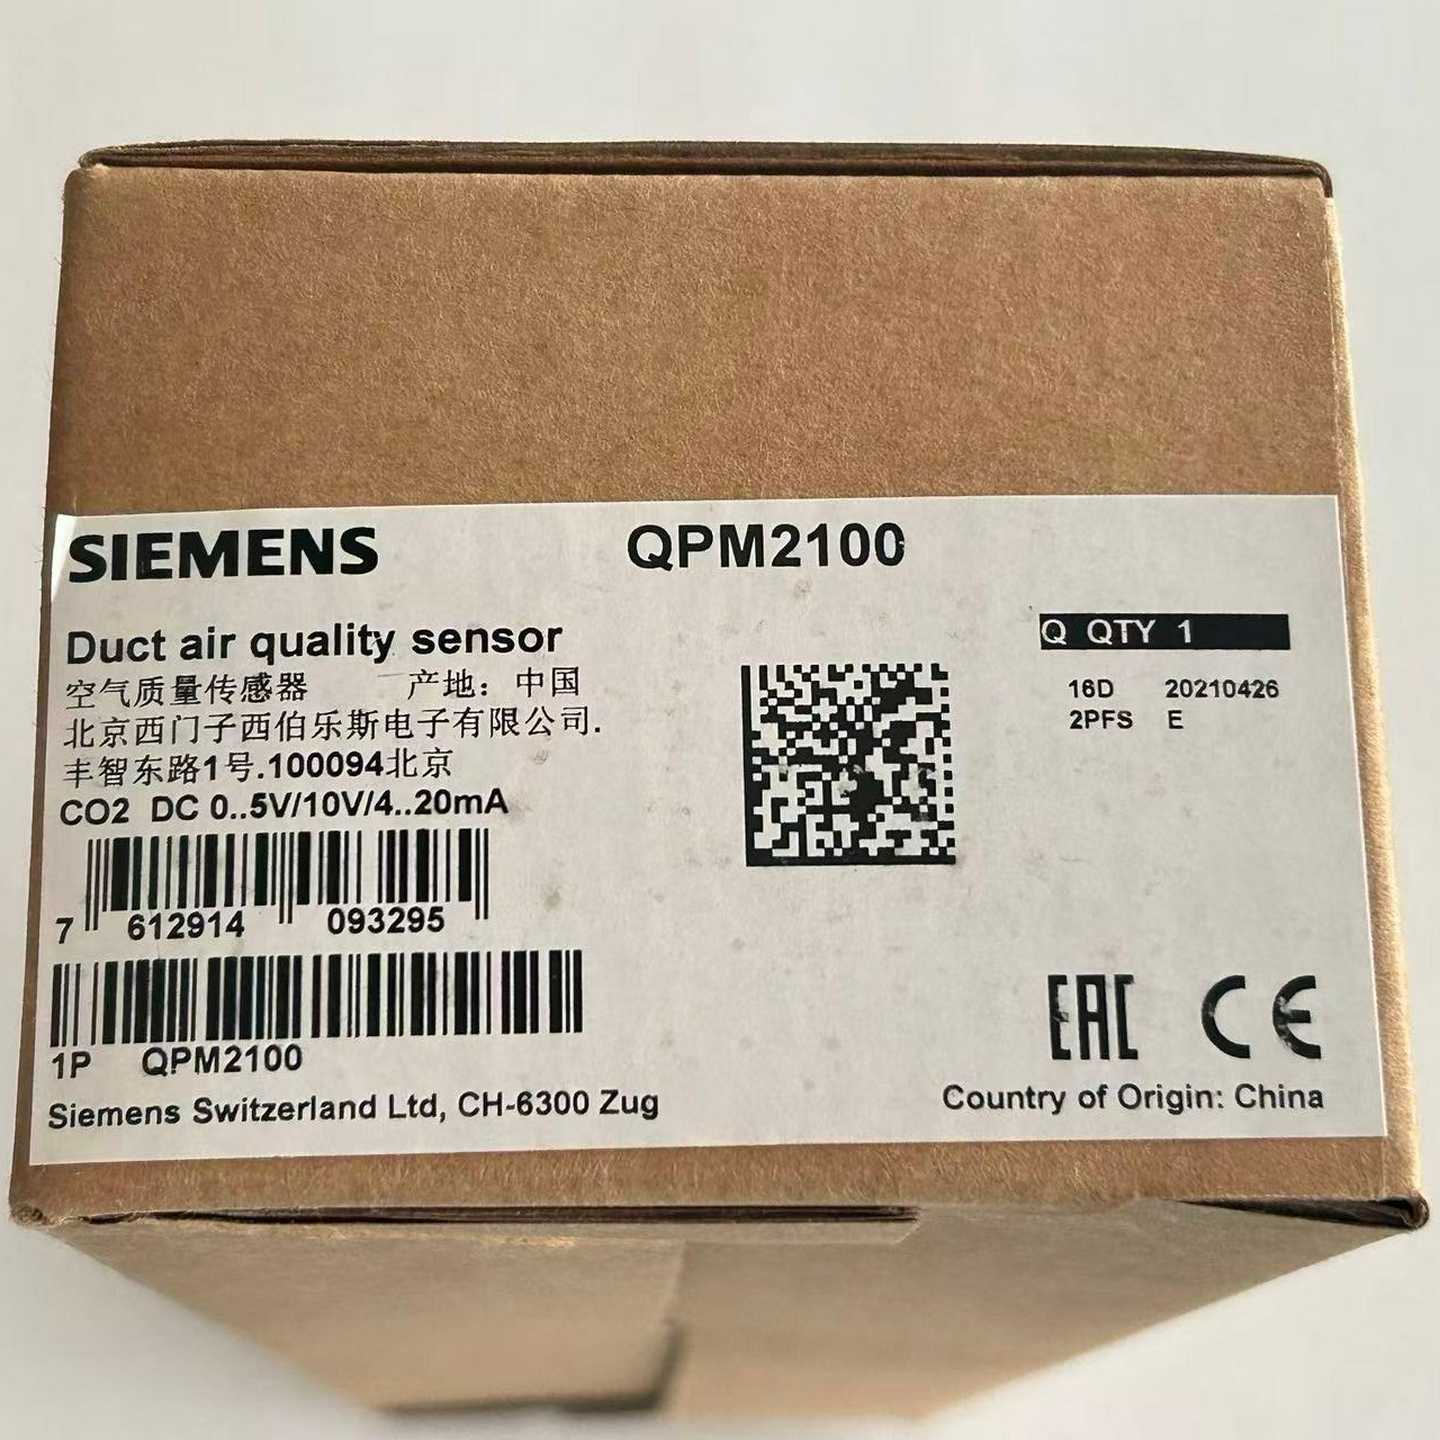 SIEMENS QPM2100
Duct air quality sensor
Q QTY 1
空气质量传感器 产地：中国
16D 20210426
北京西门子西伯乐斯电子有限公司.
2PFS E
丰智东路1号.100094北京
CO2 DC 0..5V/10V/4..20mA
7 612914 093295
1P QPM2100
EAC CE
Siemens Switzerland Ltd, CH-6300 Zug
Country of Origin: China